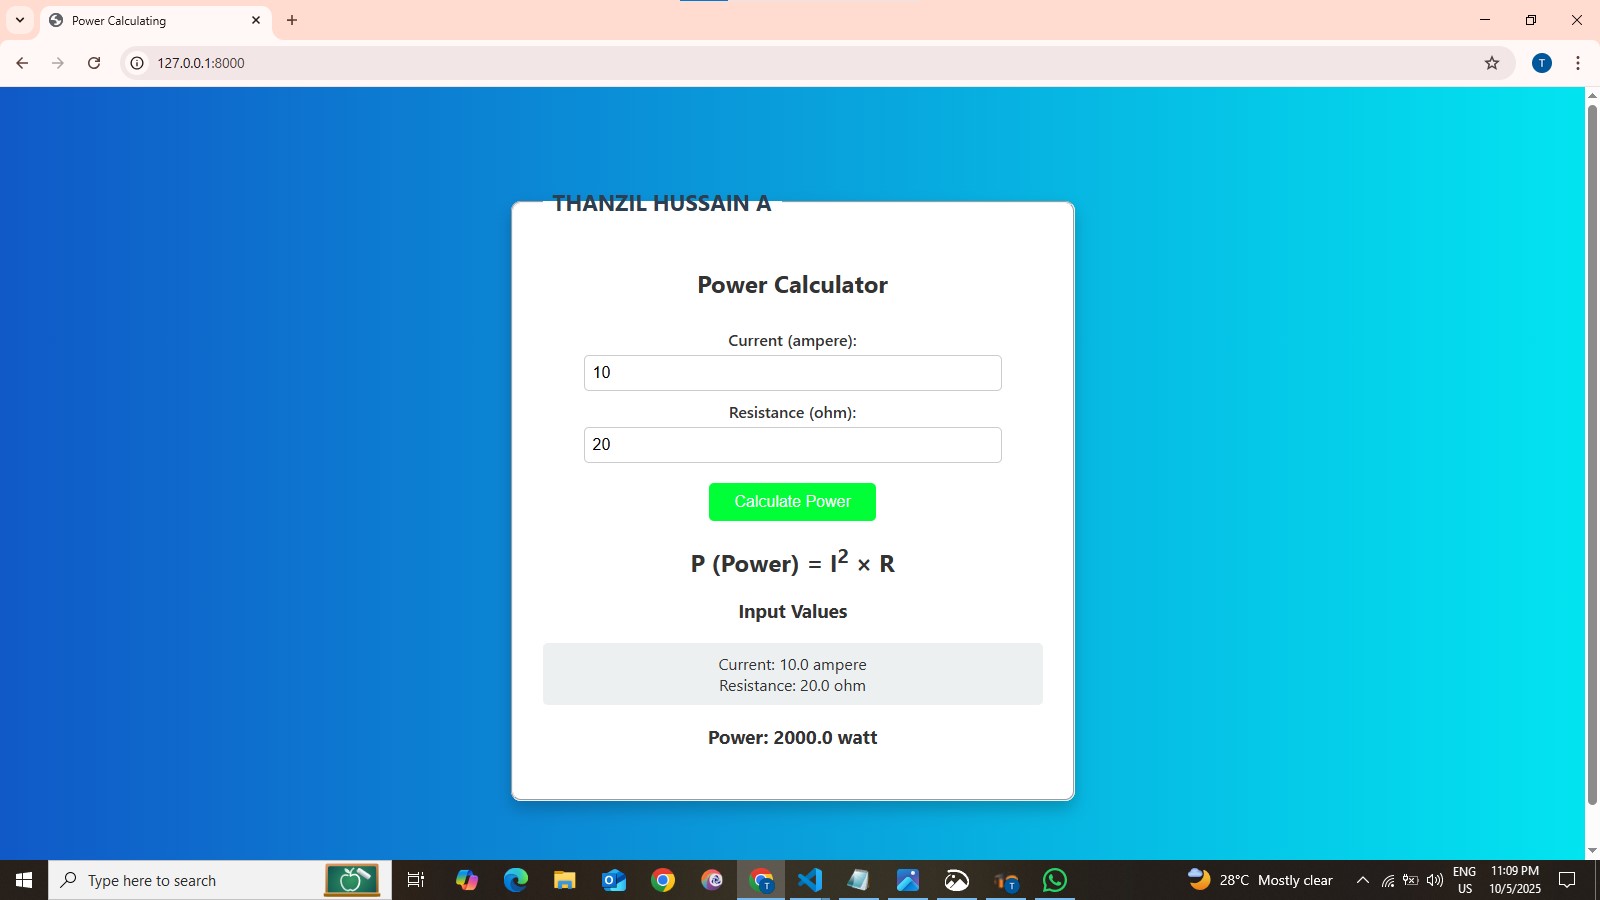 Power Calculating
127.0.0.1:8000
T
THANZIL HUSSAIN A
Power Calculator
Current (ampere):
10
Resistance (ohm):
20
Calculate Power
P (Power) = I² × R
Input Values
Current: 10.0 ampere
Resistance: 20.0 ohm
Power: 2000.0 watt
Type here to search
T
T
28°C Mostly clear
ENG
US
11:09 PM
10/5/2025